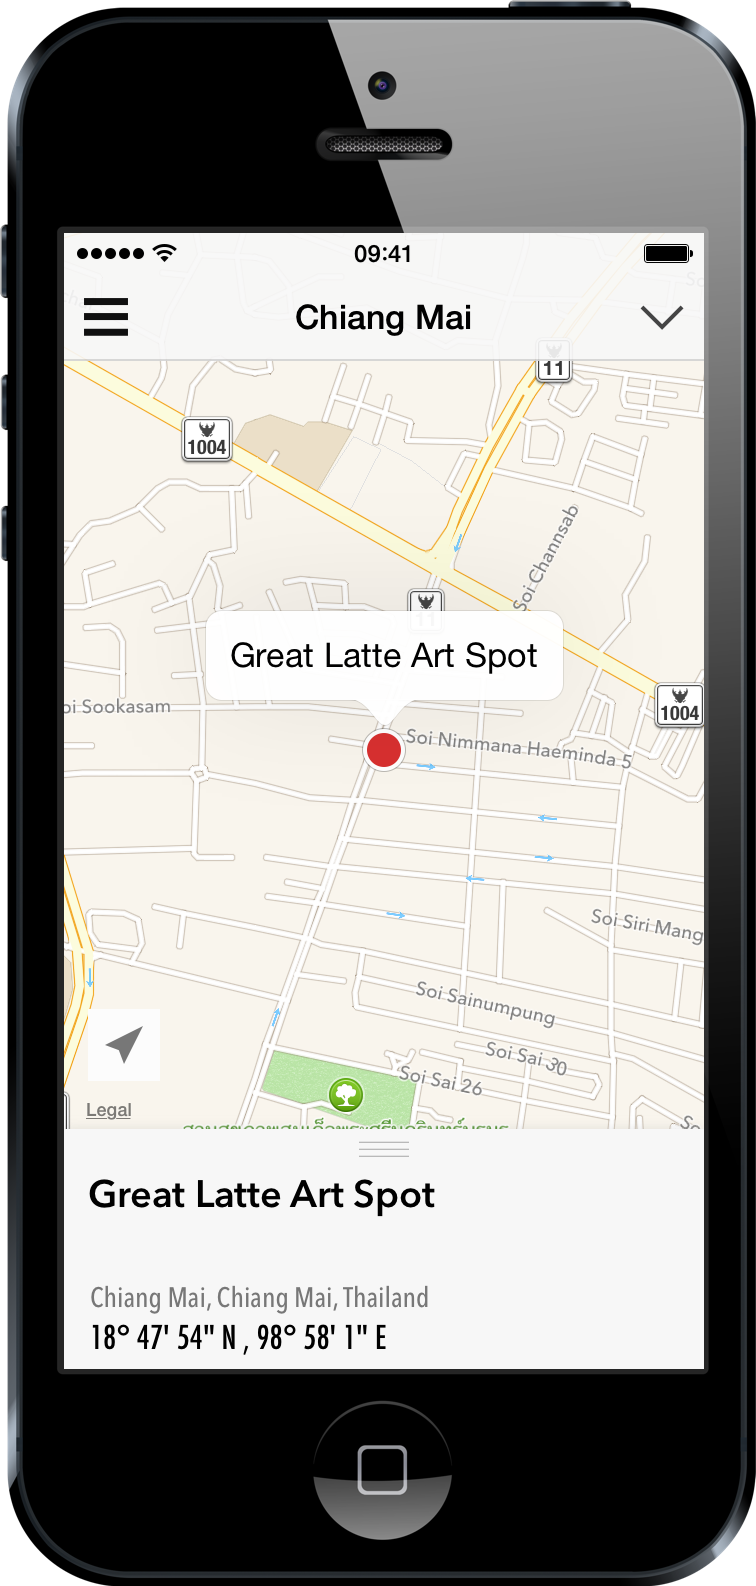 09:41
Chiang Mai
11
1004
Soi Channsab
11
Great Latte Art Spot
oi Sookasam
1004
Soi Nimmana Haeminda 5
Soi Siri Mang
Soi Sainumpung
Soi Sai 30
Soi Sai 26
Legal
So
Great Latte Art Spot
Chiang Mai, Chiang Mai, Thailand
18° 47' 54" N , 98° 58' 1" E